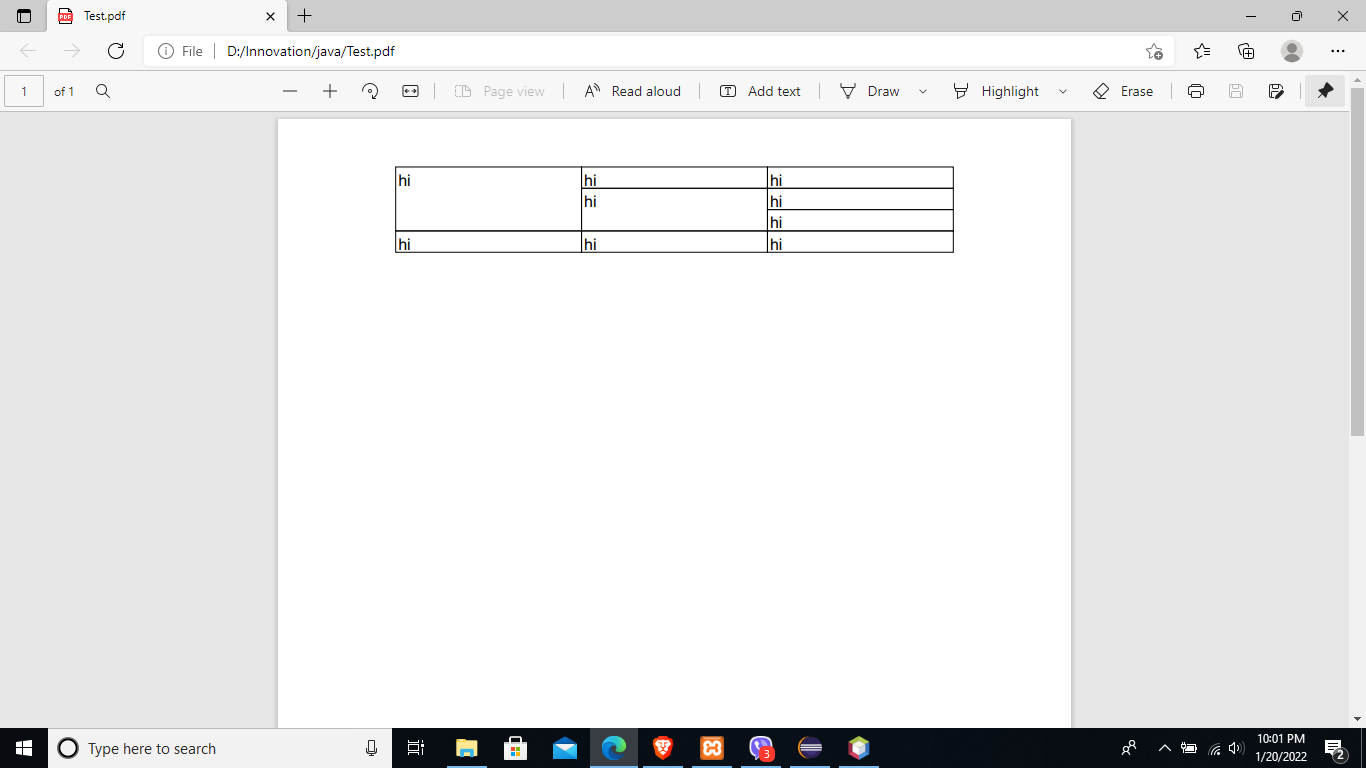 Test.pdf
File D:/Innovation/java/Test.pdf
1 of 1 Page view Read aloud Add text Draw Highlight Erase
hi hi hi
hi hi
hi
hi hi hi
Type here to search 3 10:01 PM
1/20/2022 2